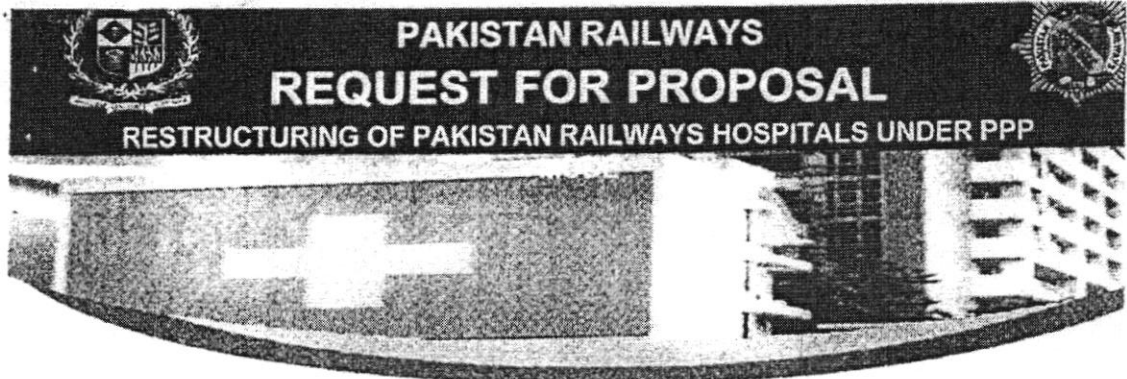 PAKISTAN RAILWAYS
REQUEST FOR PROPOSAL
RESTRUCTURING OF PAKISTAN RAILWAYS HOSPITALS UNDER PPP